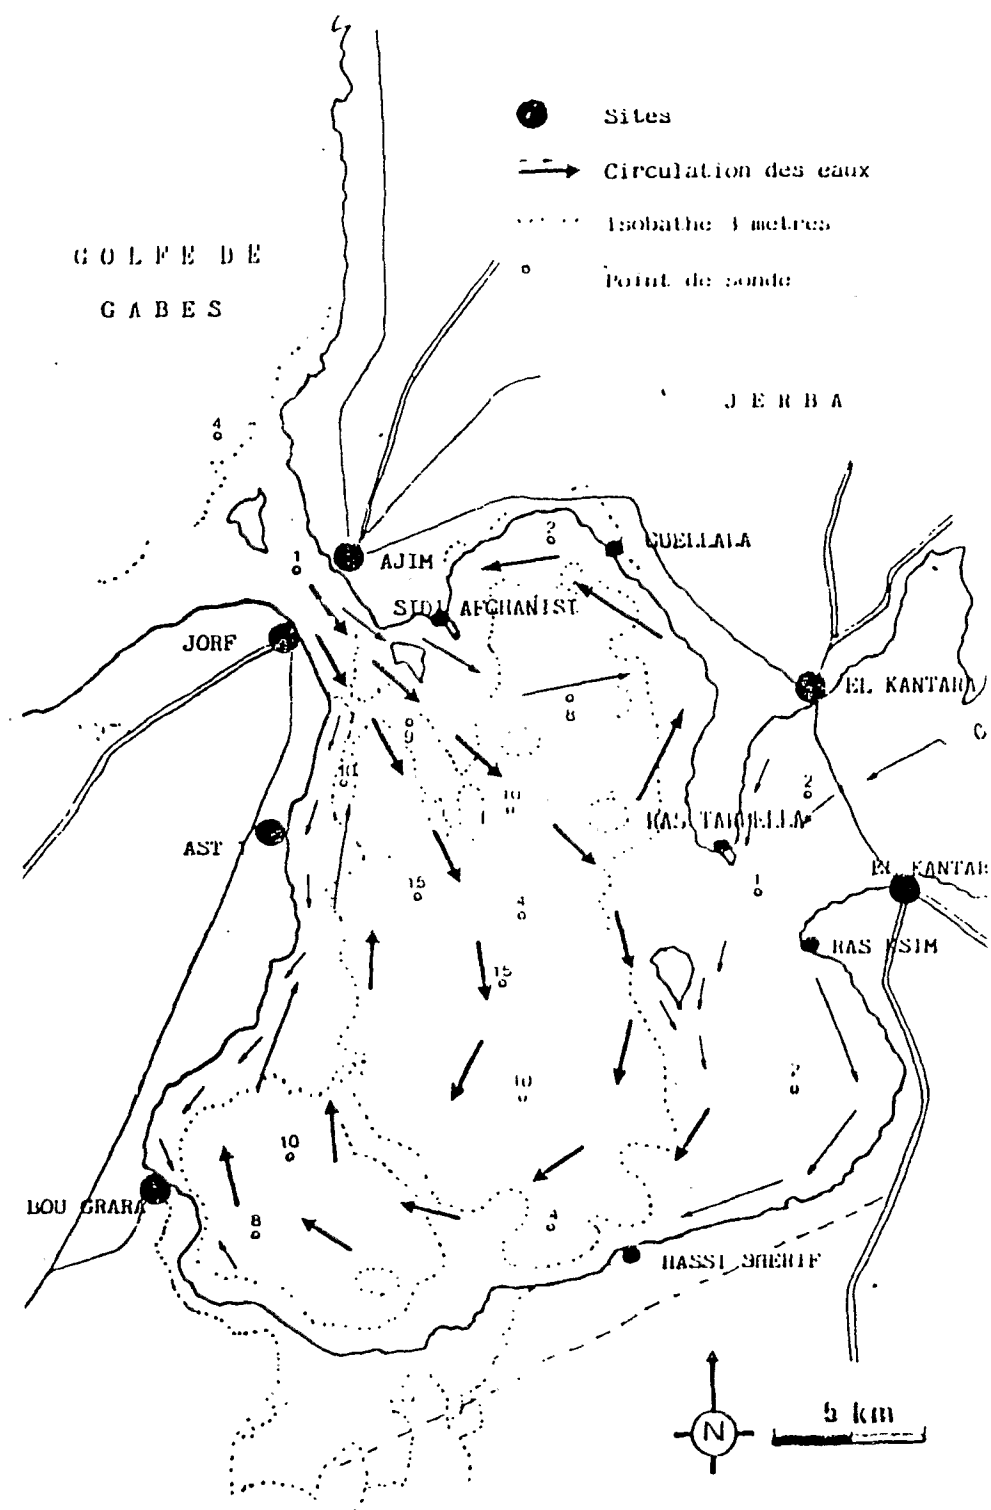 Sites
Circulation des eaux
Isobathe 3 metres
Point de sonde
GOLFE DE
GABES
JERBA
4
2
GUELLALA
1
AJIM
SIDI
JORF
EL KANTARA
8
9
10
10
2
RAS
AST
EL KANTAR
15
4
1
RAS KSIM
15
10
2
10
BOU GRARA
8
4
HASSI SHERIF
5 km
N